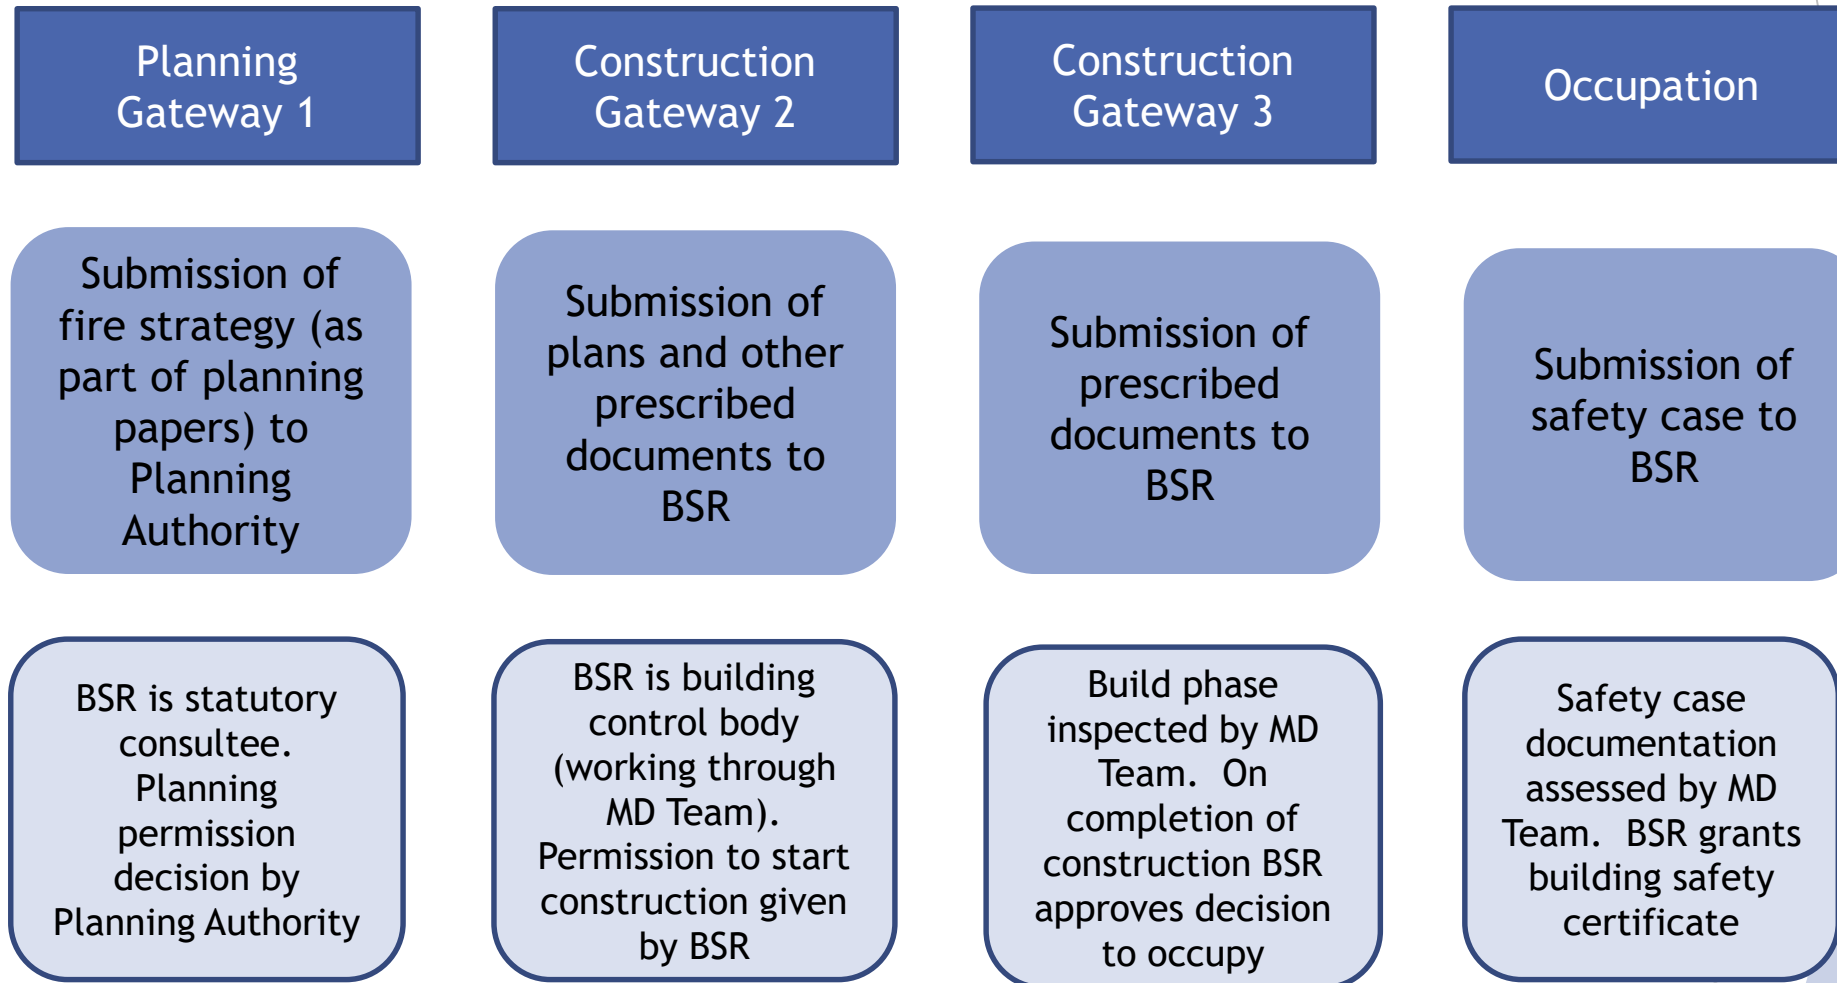 Planning
Gateway 1
Construction
Gateway 2
Construction
Gateway 3
Occupation
Submission of
fire strategy (as
part of planning
papers) to
Planning
Authority
Submission of
plans and other
prescribed
documents to
BSR
Submission of
prescribed
documents to
BSR
Submission of
safety case to
BSR
BSR is statutory
consultee.
Planning
permission
decision by
Planning Authority
BSR is building
control body
(working through
MD Team).
Permission to start
construction given
by BSR
Build phase
inspected by MD
Team.  On
completion of
construction BSR
approves decision
to occupy
Safety case
documentation
assessed by MD
Team.  BSR grants
building safety
certificate